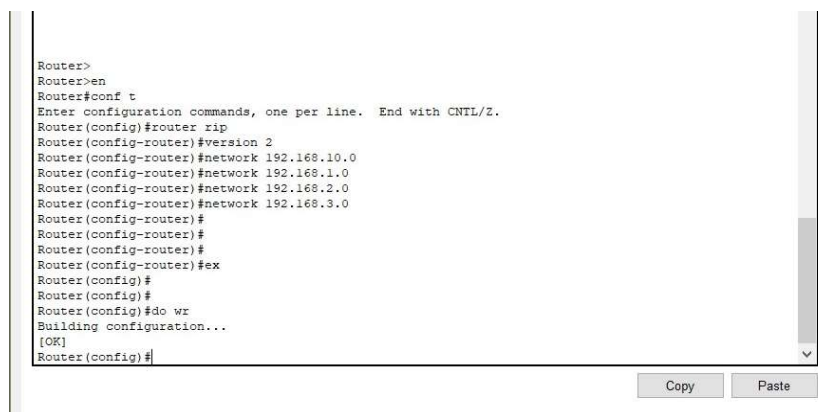 Router>
Router>en
Router#conf t
Enter configuration commands, one per line.  End with CNTL/Z.
Router(config)#router rip
Router(config-router)#version 2
Router(config-router)#network 192.168.10.0
Router(config-router)#network 192.168.1.0
Router(config-router)#network 192.168.2.0
Router(config-router)#network 192.168.3.0
Router(config-router)#
Router(config-router)#
Router(config-router)#
Router(config-router)#ex
Router(config)#
Router(config)#
Router(config)#do wr
Building configuration...
[OK]
Router(config)#
Copy Paste